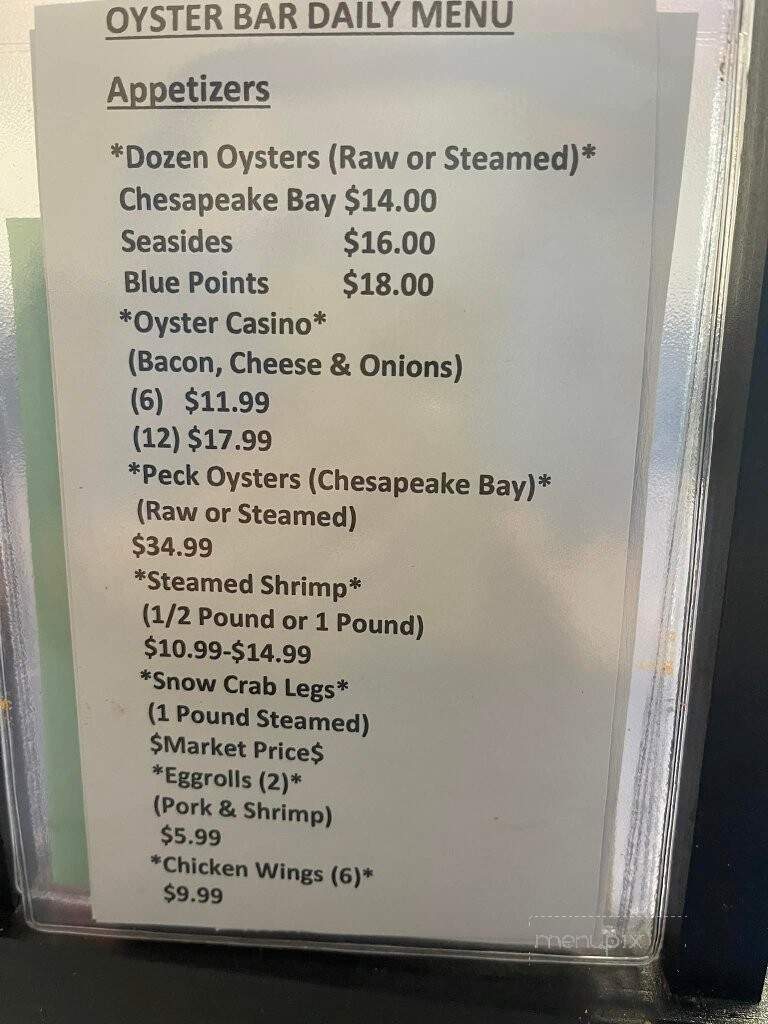 OYSTER BAR DAILY MENU
Appetizers
*Dozen Oysters (Raw or Steamed)*
Chesapeake Bay $14.00
Seasides $16.00
Blue Points $18.00
*Oyster Casino*
(Bacon, Cheese & Onions)
(6) $11.99
(12) $17.99
*Peck Oysters (Chesapeake Bay)*
(Raw or Steamed)
$34.99
*Steamed Shrimp*
(1/2 Pound or 1 Pound)
$10.99-$14.99
*Snow Crab Legs*
(1 Pound Steamed)
$Market Price$
*Eggrolls (2)*
(Pork & Shrimp)
$5.99
*Chicken Wings (6)*
$9.99
menupix